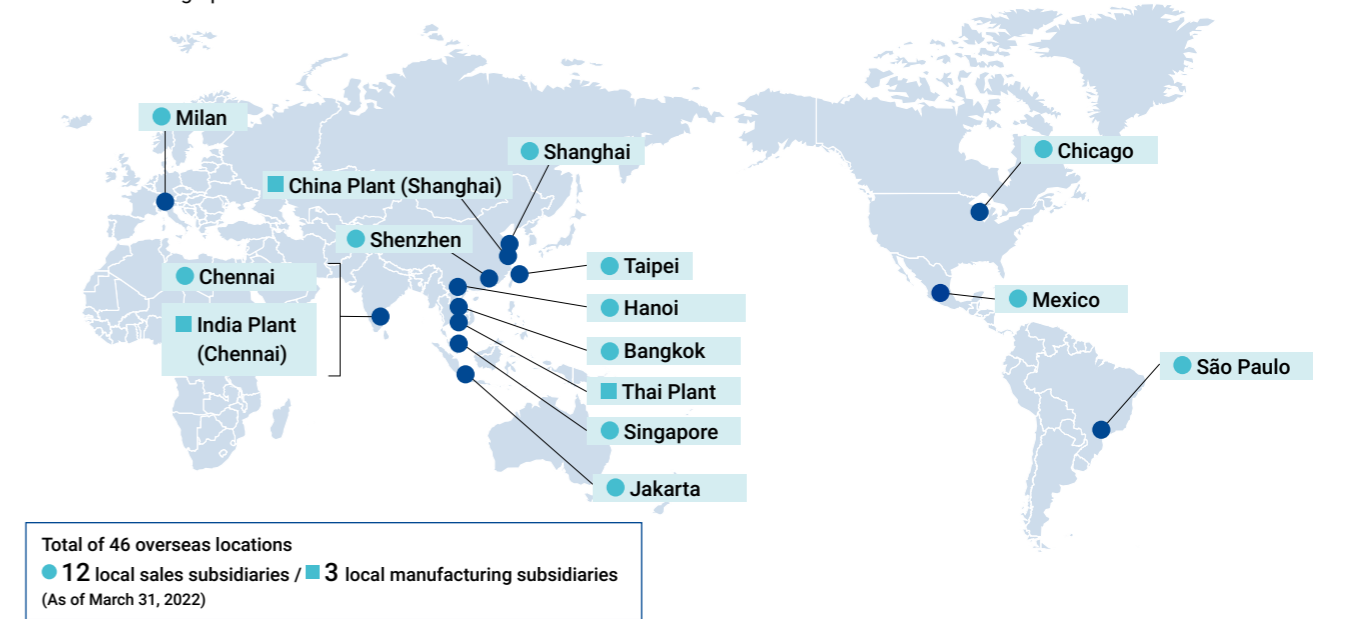 Milan
Shanghai
China Plant (Shanghai)
Chicago
Shenzhen
Chennai
India Plant
(Chennai)
Taipei
Hanoi
Bangkok
Thai Plant
Singapore
Jakarta
Mexico
São Paulo
Total of 46 overseas locations
12 local sales subsidiaries / 3 local manufacturing subsidiaries
(As of March 31, 2022)